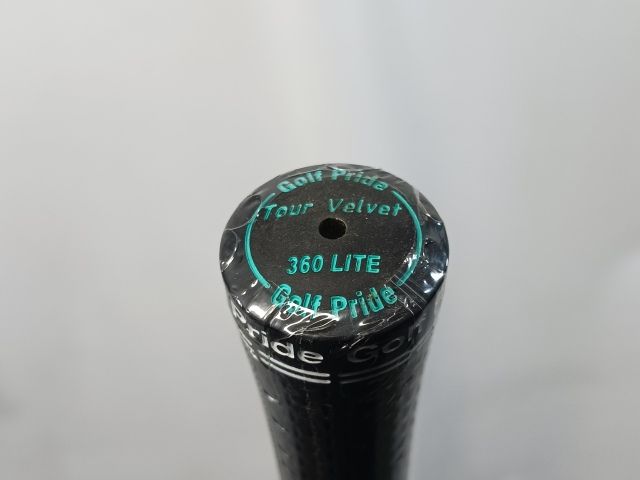 Golf Pride
Tour Velvet
360 LITE
Golf Pride
Pride Golf